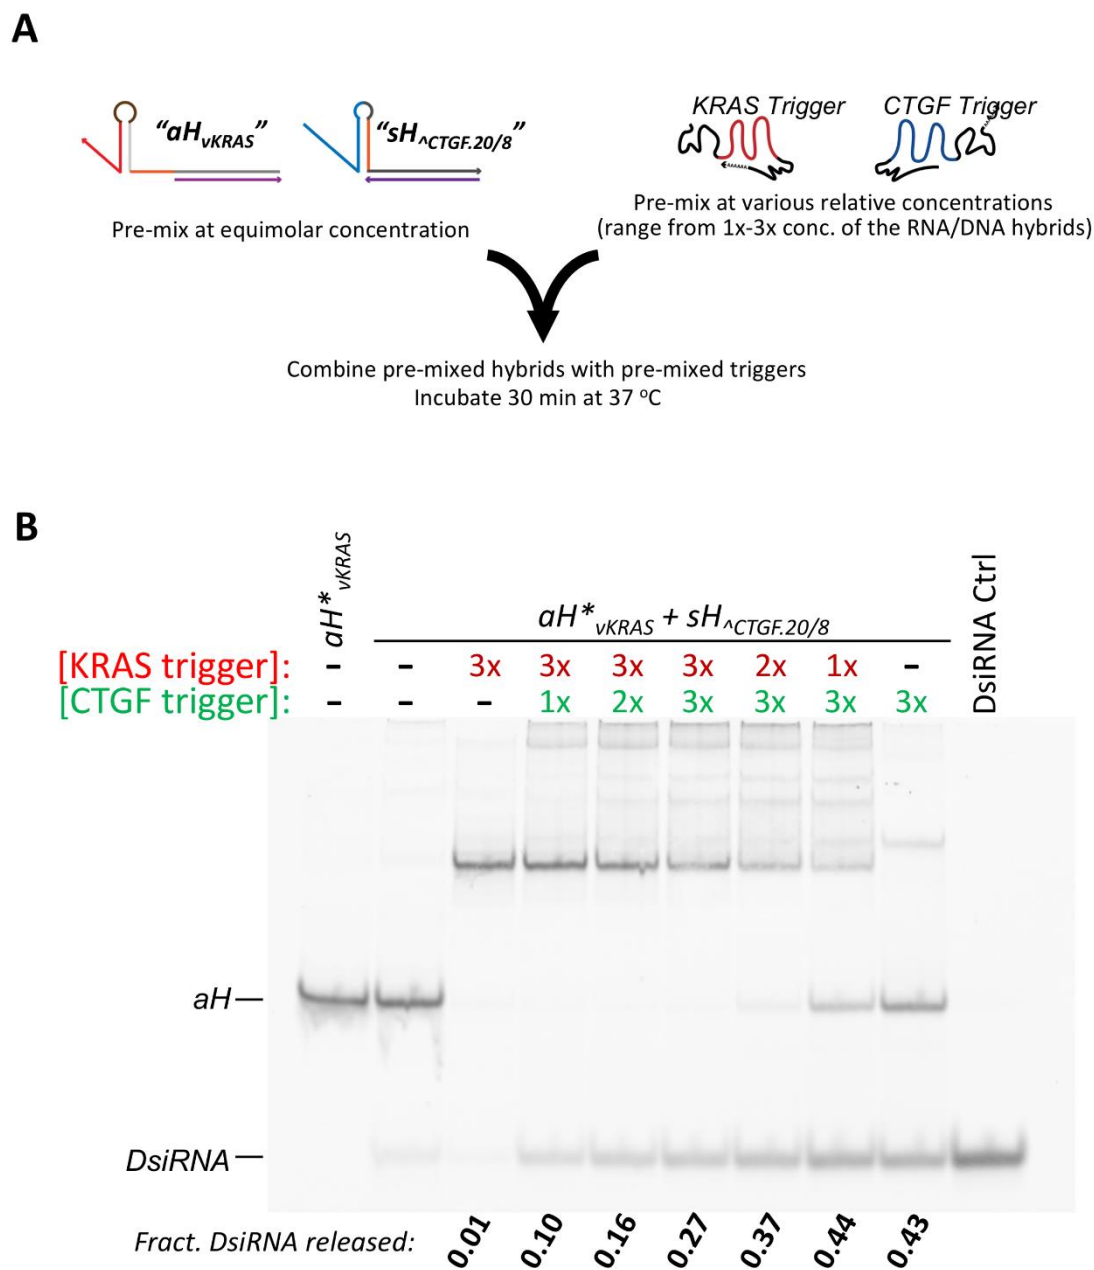 A
"aHvKRAS"
"sH^CTGF.20/8"
KRAS Trigger
CTGF Trigger
Pre-mix at equimolar concentration
Pre-mix at various relative concentrations
(range from 1x-3x conc. of the RNA/DNA hybrids)
Combine pre-mixed hybrids with pre-mixed triggers
Incubate 30 min at 37 °C
B
aH*vKRAS
aH*vKRAS + sH^CTGF.20/8
DsiRNA Ctrl
[KRAS trigger]: – – 3x 3x 3x 3x 2x 1x –
[CTGF trigger]: – – – 1x 2x 3x 3x 3x 3x
aH
DsiRNA
Fract. DsiRNA released: 0.01 0.10 0.16 0.27 0.37 0.44 0.43